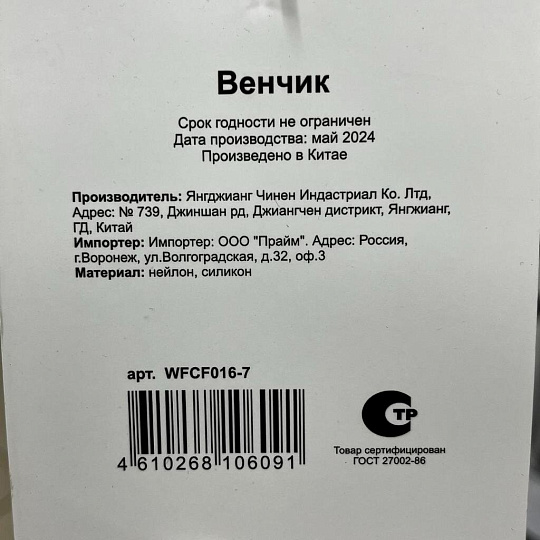 Венчик
Срок годности не ограничен
Дата производства: май 2024
Произведено в Китае
Производитель: Янгджианг Чинен Индастриал Ко. Лтд,
Адрес: № 739, Джиншан рд, Джиангчен дистрикт, Янгжианг,
ГД, Китай
Импортер: Импортер: ООО "Прайм". Адрес: Россия,
г.Воронеж, ул.Волгоградская, д.32, оф.3
Материал: нейлон, силикон
арт. WFCF016-7
4 610268 106091
СТР
Товар сертифицирован
ГОСТ 27002-86